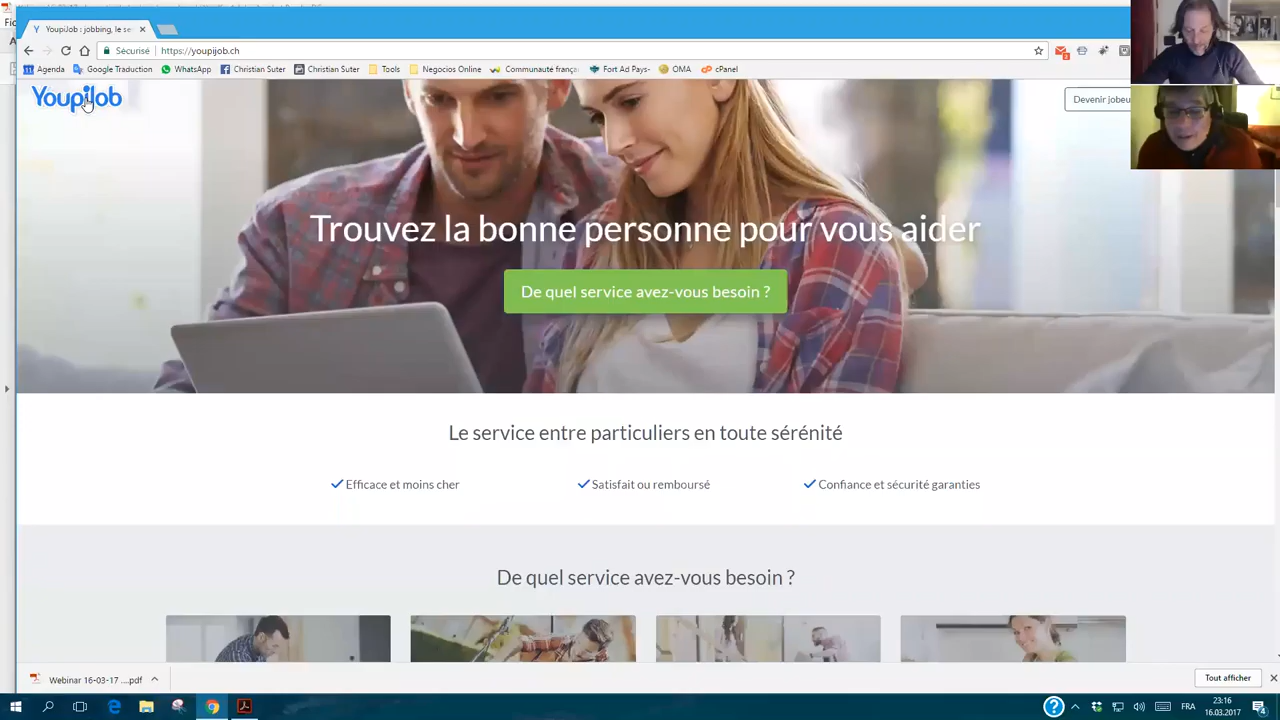 YoupiJob : jobbing, le se
Sécurisé
https://youpijob.ch
Agenda
Google Traduction
WhatsApp
Christian Suter
Christian Suter
Tools
Negocios Online
Communauté françai
Fort Ad Pays-
OMA
cPanel
YoupiJob
Devenir jobeu
Trouvez la bonne personne pour vous aider
De quel service avez-vous besoin ?
Le service entre particuliers en toute sérénité
Efficace et moins cher
Satisfait ou remboursé
Confiance et sécurité garanties
De quel service avez-vous besoin ?
Webinar 16-03-17 ....pdf
Tout afficher
FRA
23:16
16.03.2017
4